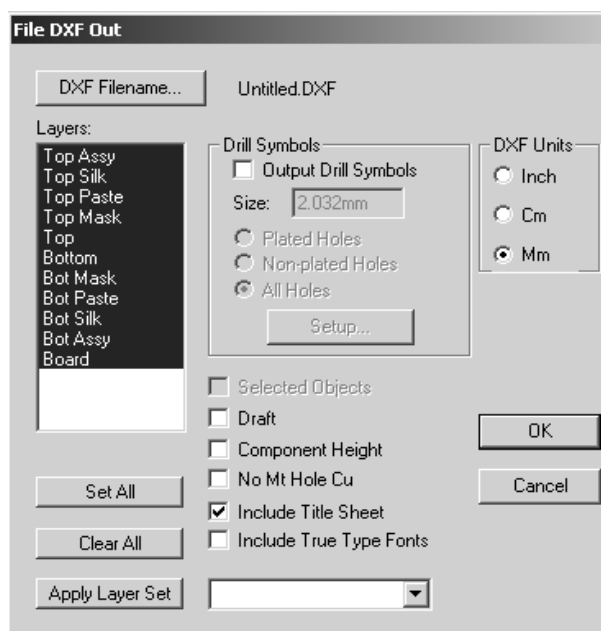 File DXF Out
DXF Filename...
Untitled.DXF
Layers:
Top Assy
Top Silk
Top Paste
Top Mask
Top
Bottom
Bot Mask
Bot Paste
Bot Silk
Bot Assy
Board
Drill Symbols
Output Drill Symbols
Size: 2.032mm
Plated Holes
Non-plated Holes
All Holes
Setup...
DXF Units
Inch
Cm
Mm
Selected Objects
Draft
Component Height
No Mt Hole Cu
Include Title Sheet
Include True Type Fonts
Set All
Clear All
Apply Layer Set
OK
Cancel